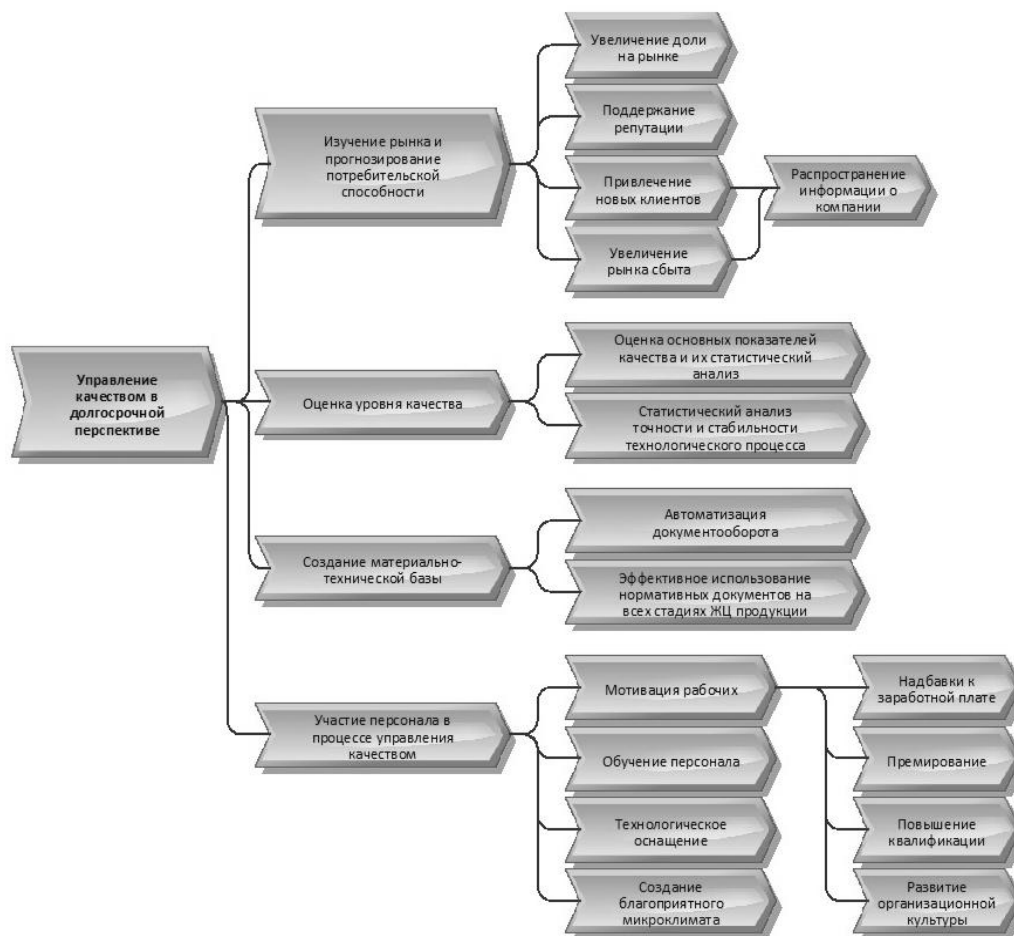 Управление
качеством в
долгосрочной
перспективе
Изучение рынка и
прогнозирование
потребительской
способности
Увеличение доли
на рынке
Поддержание
репутации
Привлечение
новых клиентов
Увеличение
рынка сбыта
Распространение
информации о
компании
Оценка уровня качества
Оценка основных показателей
качества и их статистический
анализ
Статистический анализ
точности и стабильности
технологического процесса
Создание материально-
технической базы
Автоматизация
документооборота
Эффективное использование
нормативных документов на
всех стадиях ЖЦ продукции
Участие персонала в
процессе управления
качеством
Мотивация рабочих
Обучение персонала
Технологическое
оснащение
Создание
благоприятного
микроклимата
Надбавки к
заработной плате
Премирование
Повышение
квалификации
Развитие
организационной
культуры